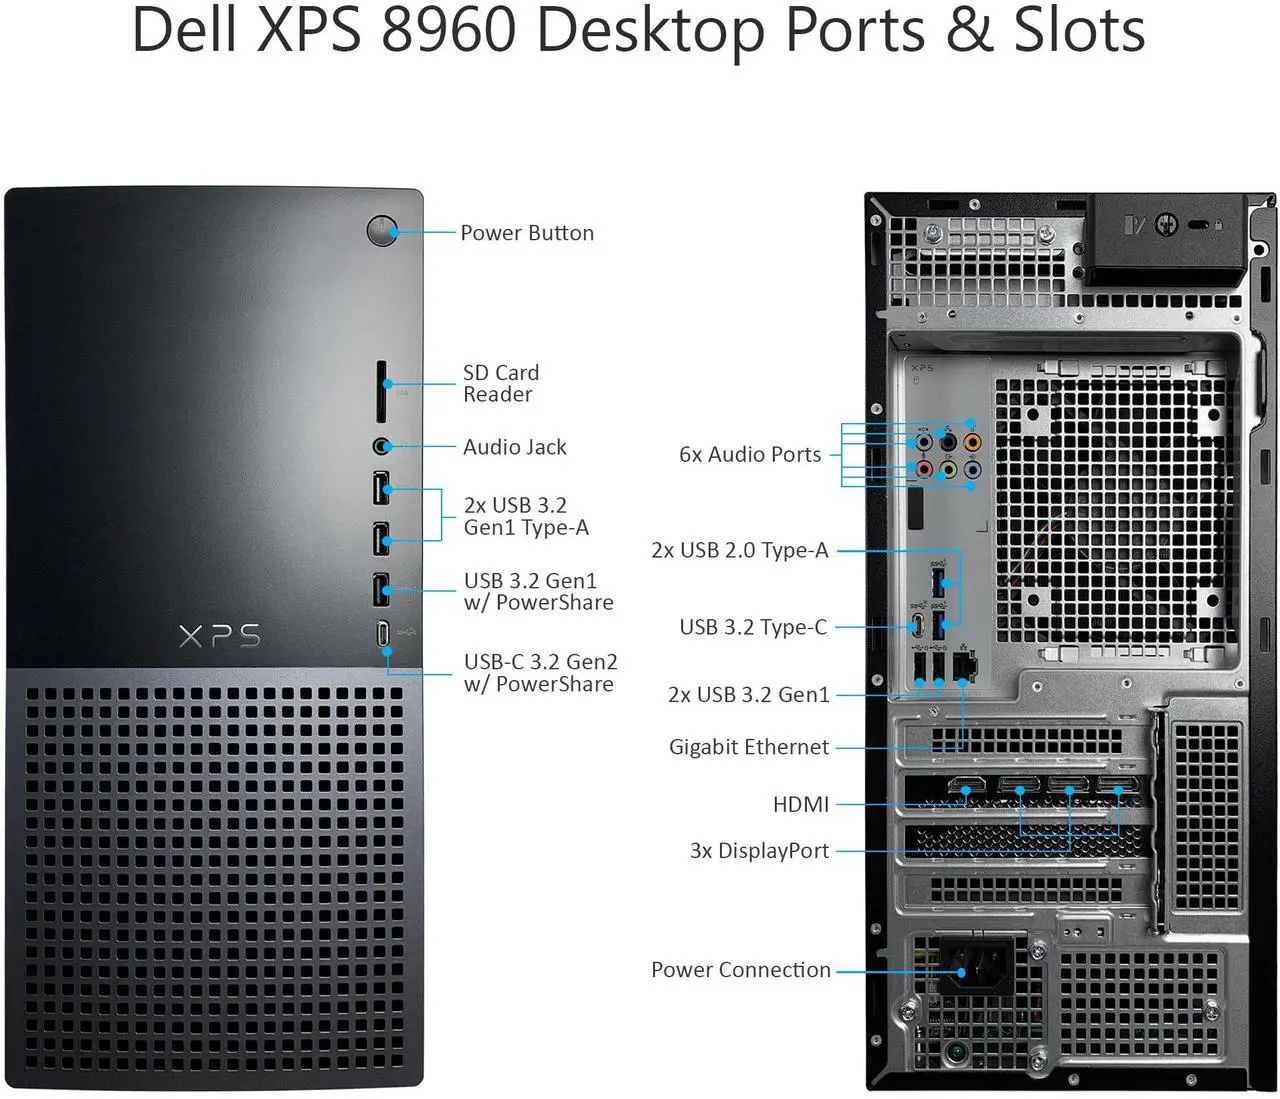 Dell XPS 8960 Desktop Ports & Slots
Power Button
SD Card
Reader
Audio Jack
2x USB 3.2
Gen1 Type-A
USB 3.2 Gen1
w/ PowerShare
USB-C 3.2 Gen2
w/ PowerShare
XPS
XPS
6x Audio Ports
2x USB 2.0 Type-A
USB 3.2 Type-C
2x USB 3.2 Gen1
Gigabit Ethernet
HDMI
3x DisplayPort
Power Connection